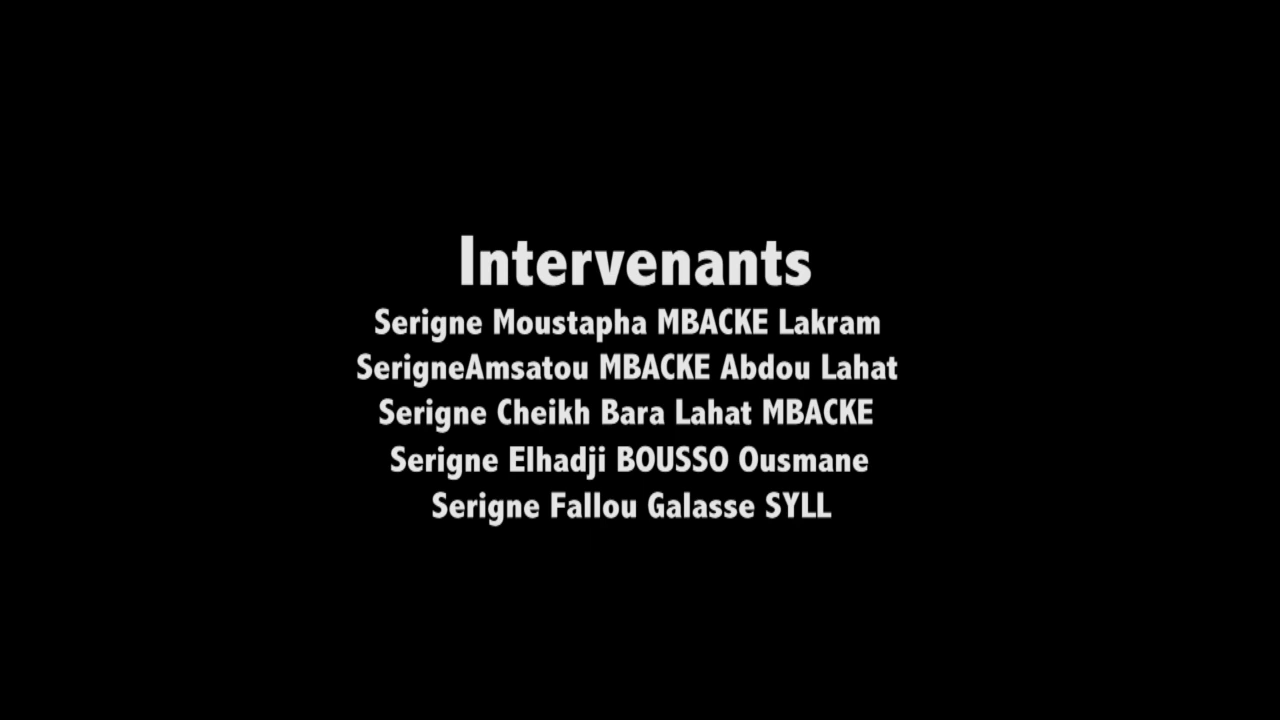 Intervenants
Serigne Moustapha MBACKE Lakram
SerigneAmsatou MBACKE Abdou Lahat
Serigne Cheikh Bara Lahat MBACKE
Serigne Elhadji BOUSSO Ousmane
Serigne Fallou Galasse SYLL